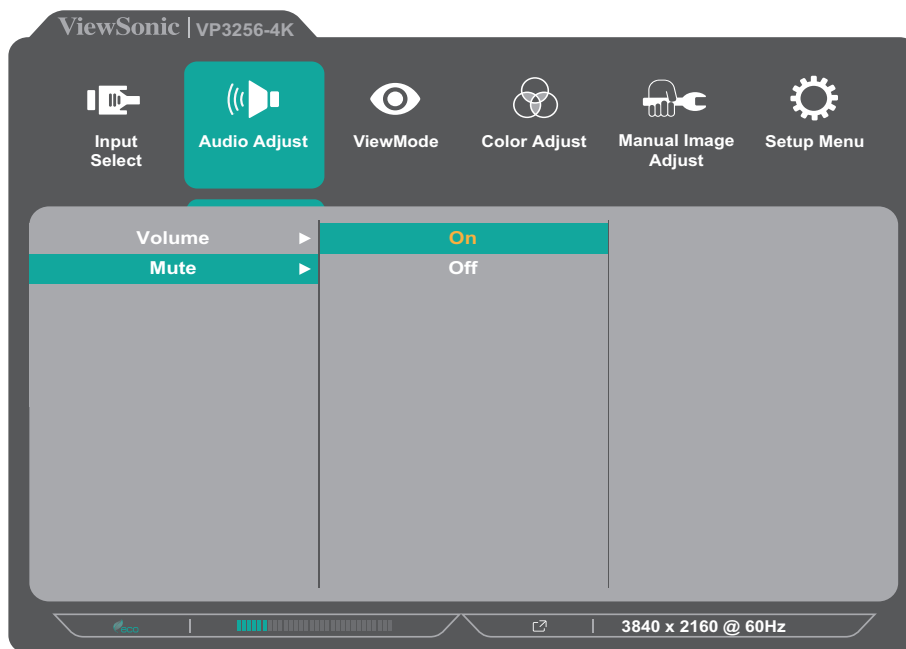 ViewSonic | VP3256-4K
Input Select
Audio Adjust
ViewMode
Color Adjust
Manual Image Adjust
Setup Menu
Volume
On
Mute
Off
eco
3840 x 2160 @ 60Hz